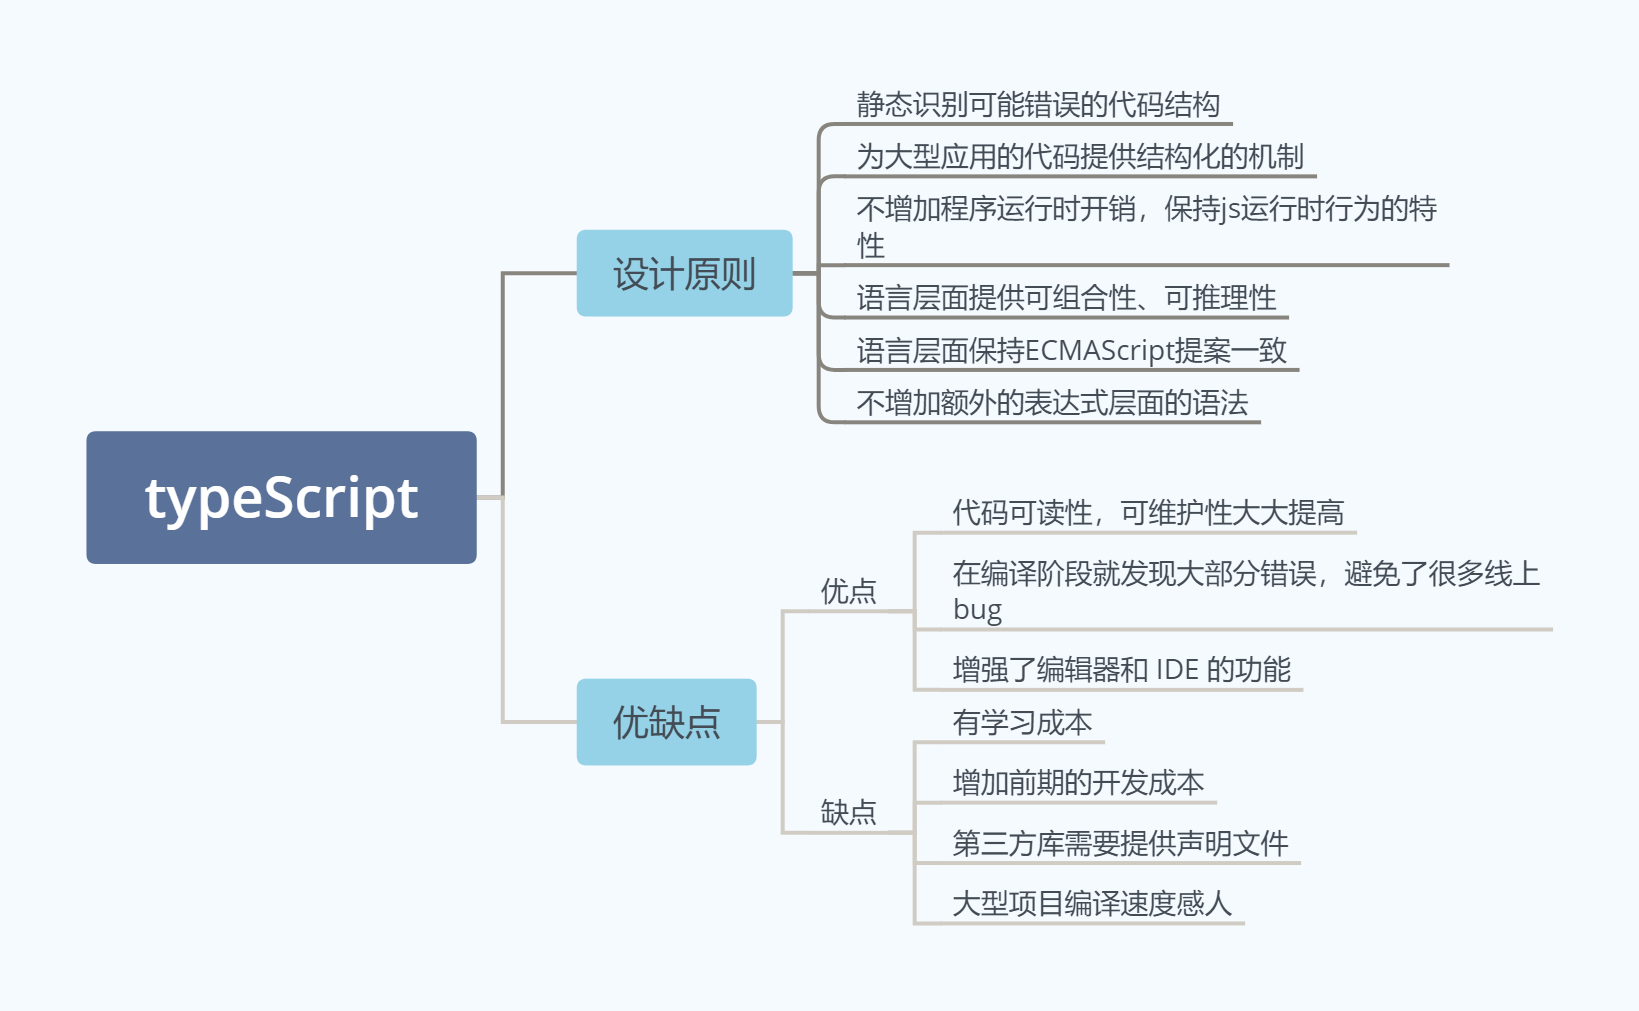 typeScript
设计原则
静态识别可能错误的代码结构
为大型应用的代码提供结构化的机制
不增加程序运行时开销，保持js运行时行为的特
性
语言层面提供可组合性、可推理性
语言层面保持ECMAScript提案一致
不增加额外的表达式层面的语法
优缺点
优点
代码可读性，可维护性大大提高
在编译阶段就发现大部分错误，避免了很多线上
bug
增强了编辑器和 IDE 的功能
缺点
有学习成本
增加前期的开发成本
第三方库需要提供声明文件
大型项目编译速度感人